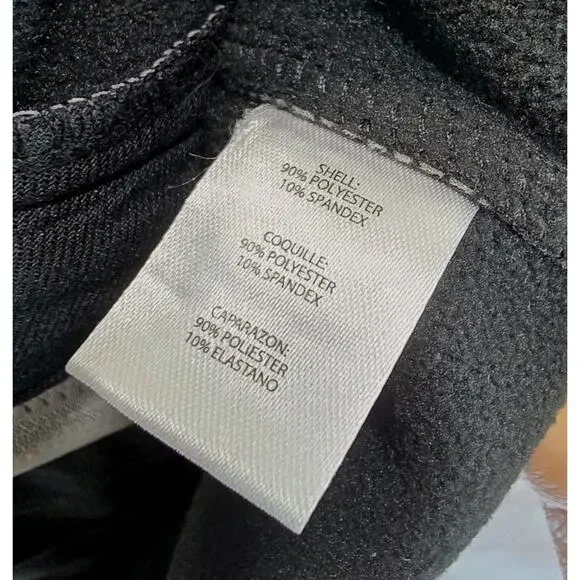 SHELL:
90% POLYESTER
10% SPANDEX
COQUILLE:
90% POLYESTER
10% SPANDEX
CAPARAZON:
90% POLIESTER
10% ELASTANO